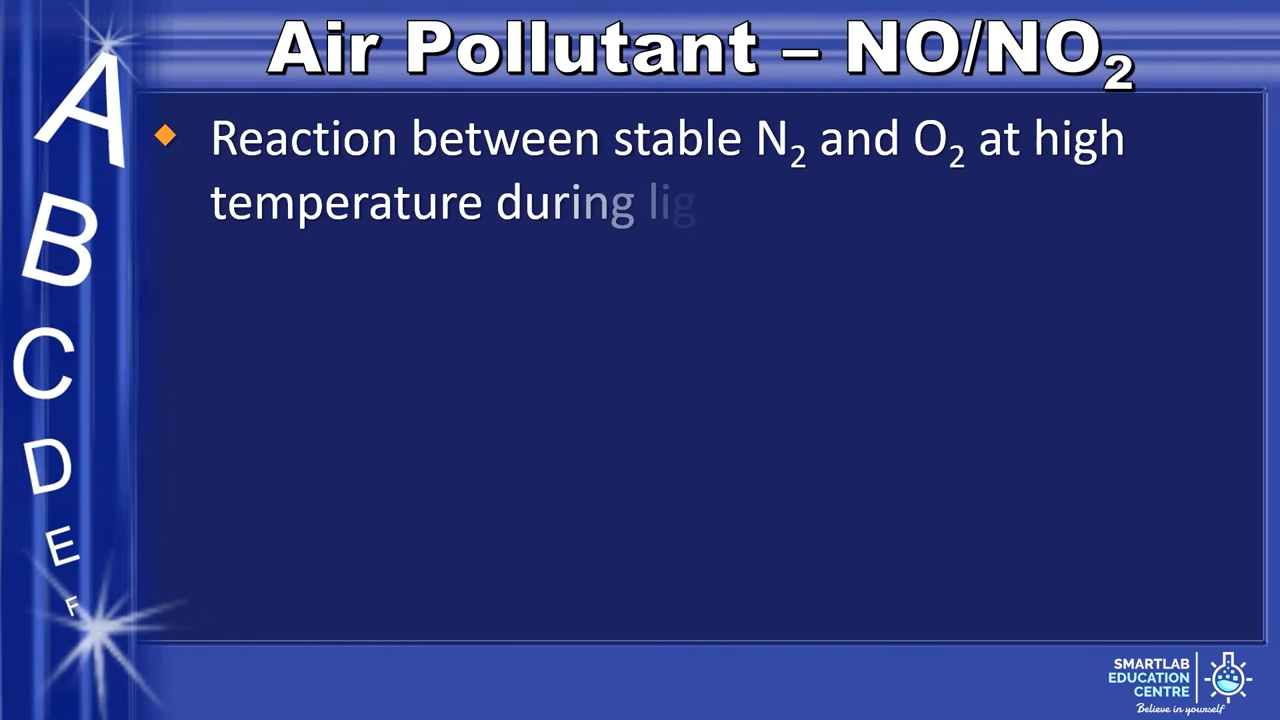 Air Pollutant – NO/NO₂
Reaction between stable N₂ and O₂ at high
temperature during lig
A
B
C
D
E
F
SMARTLAB
EDUCATION
CENTRE
Believe in yourself